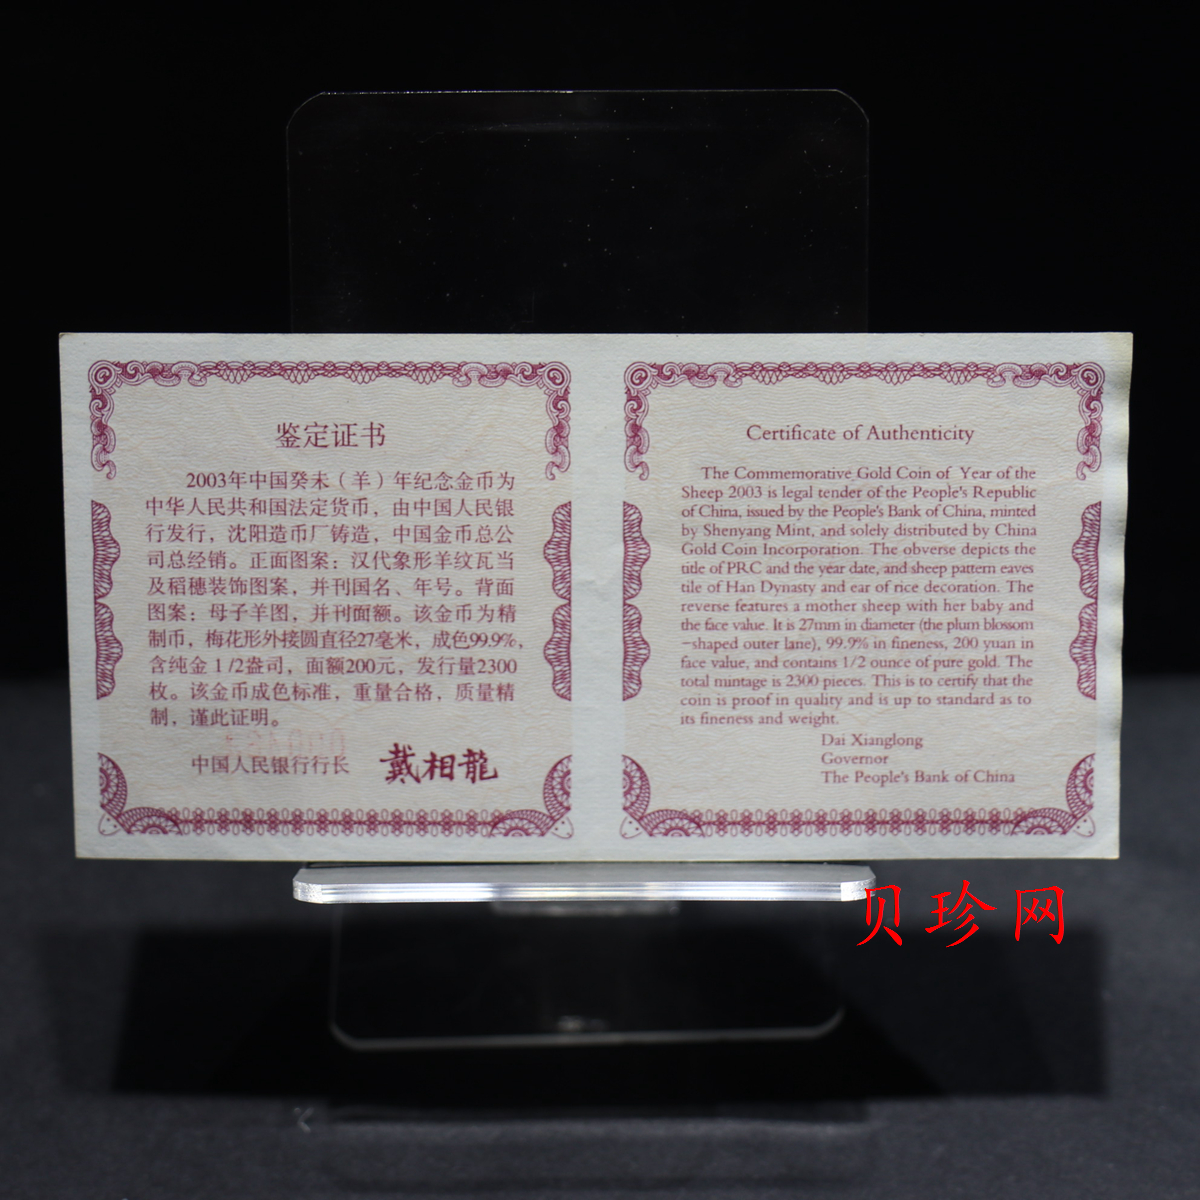 鉴定证书
2003年中国癸未（羊）年纪念金币为
中华人民共和国法定货币，由中国人民银
行发行，沈阳造币厂铸造，中国金币总公
司总经销。正面图案：汉代象形羊纹瓦当
及稻穗装饰图案，并刊国名、年号。背面
图案：母子羊图，并刊面额。该金币为精
制币，梅花形外接圆直径27毫米，成色99.9%，
含纯金 1 /2盎司，面额200元，发行量2300
枚。该金币成色标准，重量合格，质量精
制，谨此证明。
中国人民银行行长 戴相龍
Certificate of Authenticity
The Commemorative Gold Coin of Year of the
Sheep 2003 is legal tender of the People's Republic
of China, issued by the People's Bank of China, minted
by Shenyang Mint, and solely distributed by China
Gold Coin Incorporation. The obverse depicts the
title of PRC and the year date, and sheep pattern eaves
tile of Han Dynasty and ear of rice decoration. The
reverse features a mother sheep with her baby and
the face value. It is 27mm in diameter (the plum blossom
-shaped outer lane), 99.9% in fineness, 200 yuan in
face value, and contains 1/2 ounce of pure gold. The
total mintage is 2300 pieces. This is to certify that the
coin is proof in quality and is up to standard as to
its fineness and weight.
Dai Xianglong
Governor
The People's Bank of China
贝珍网